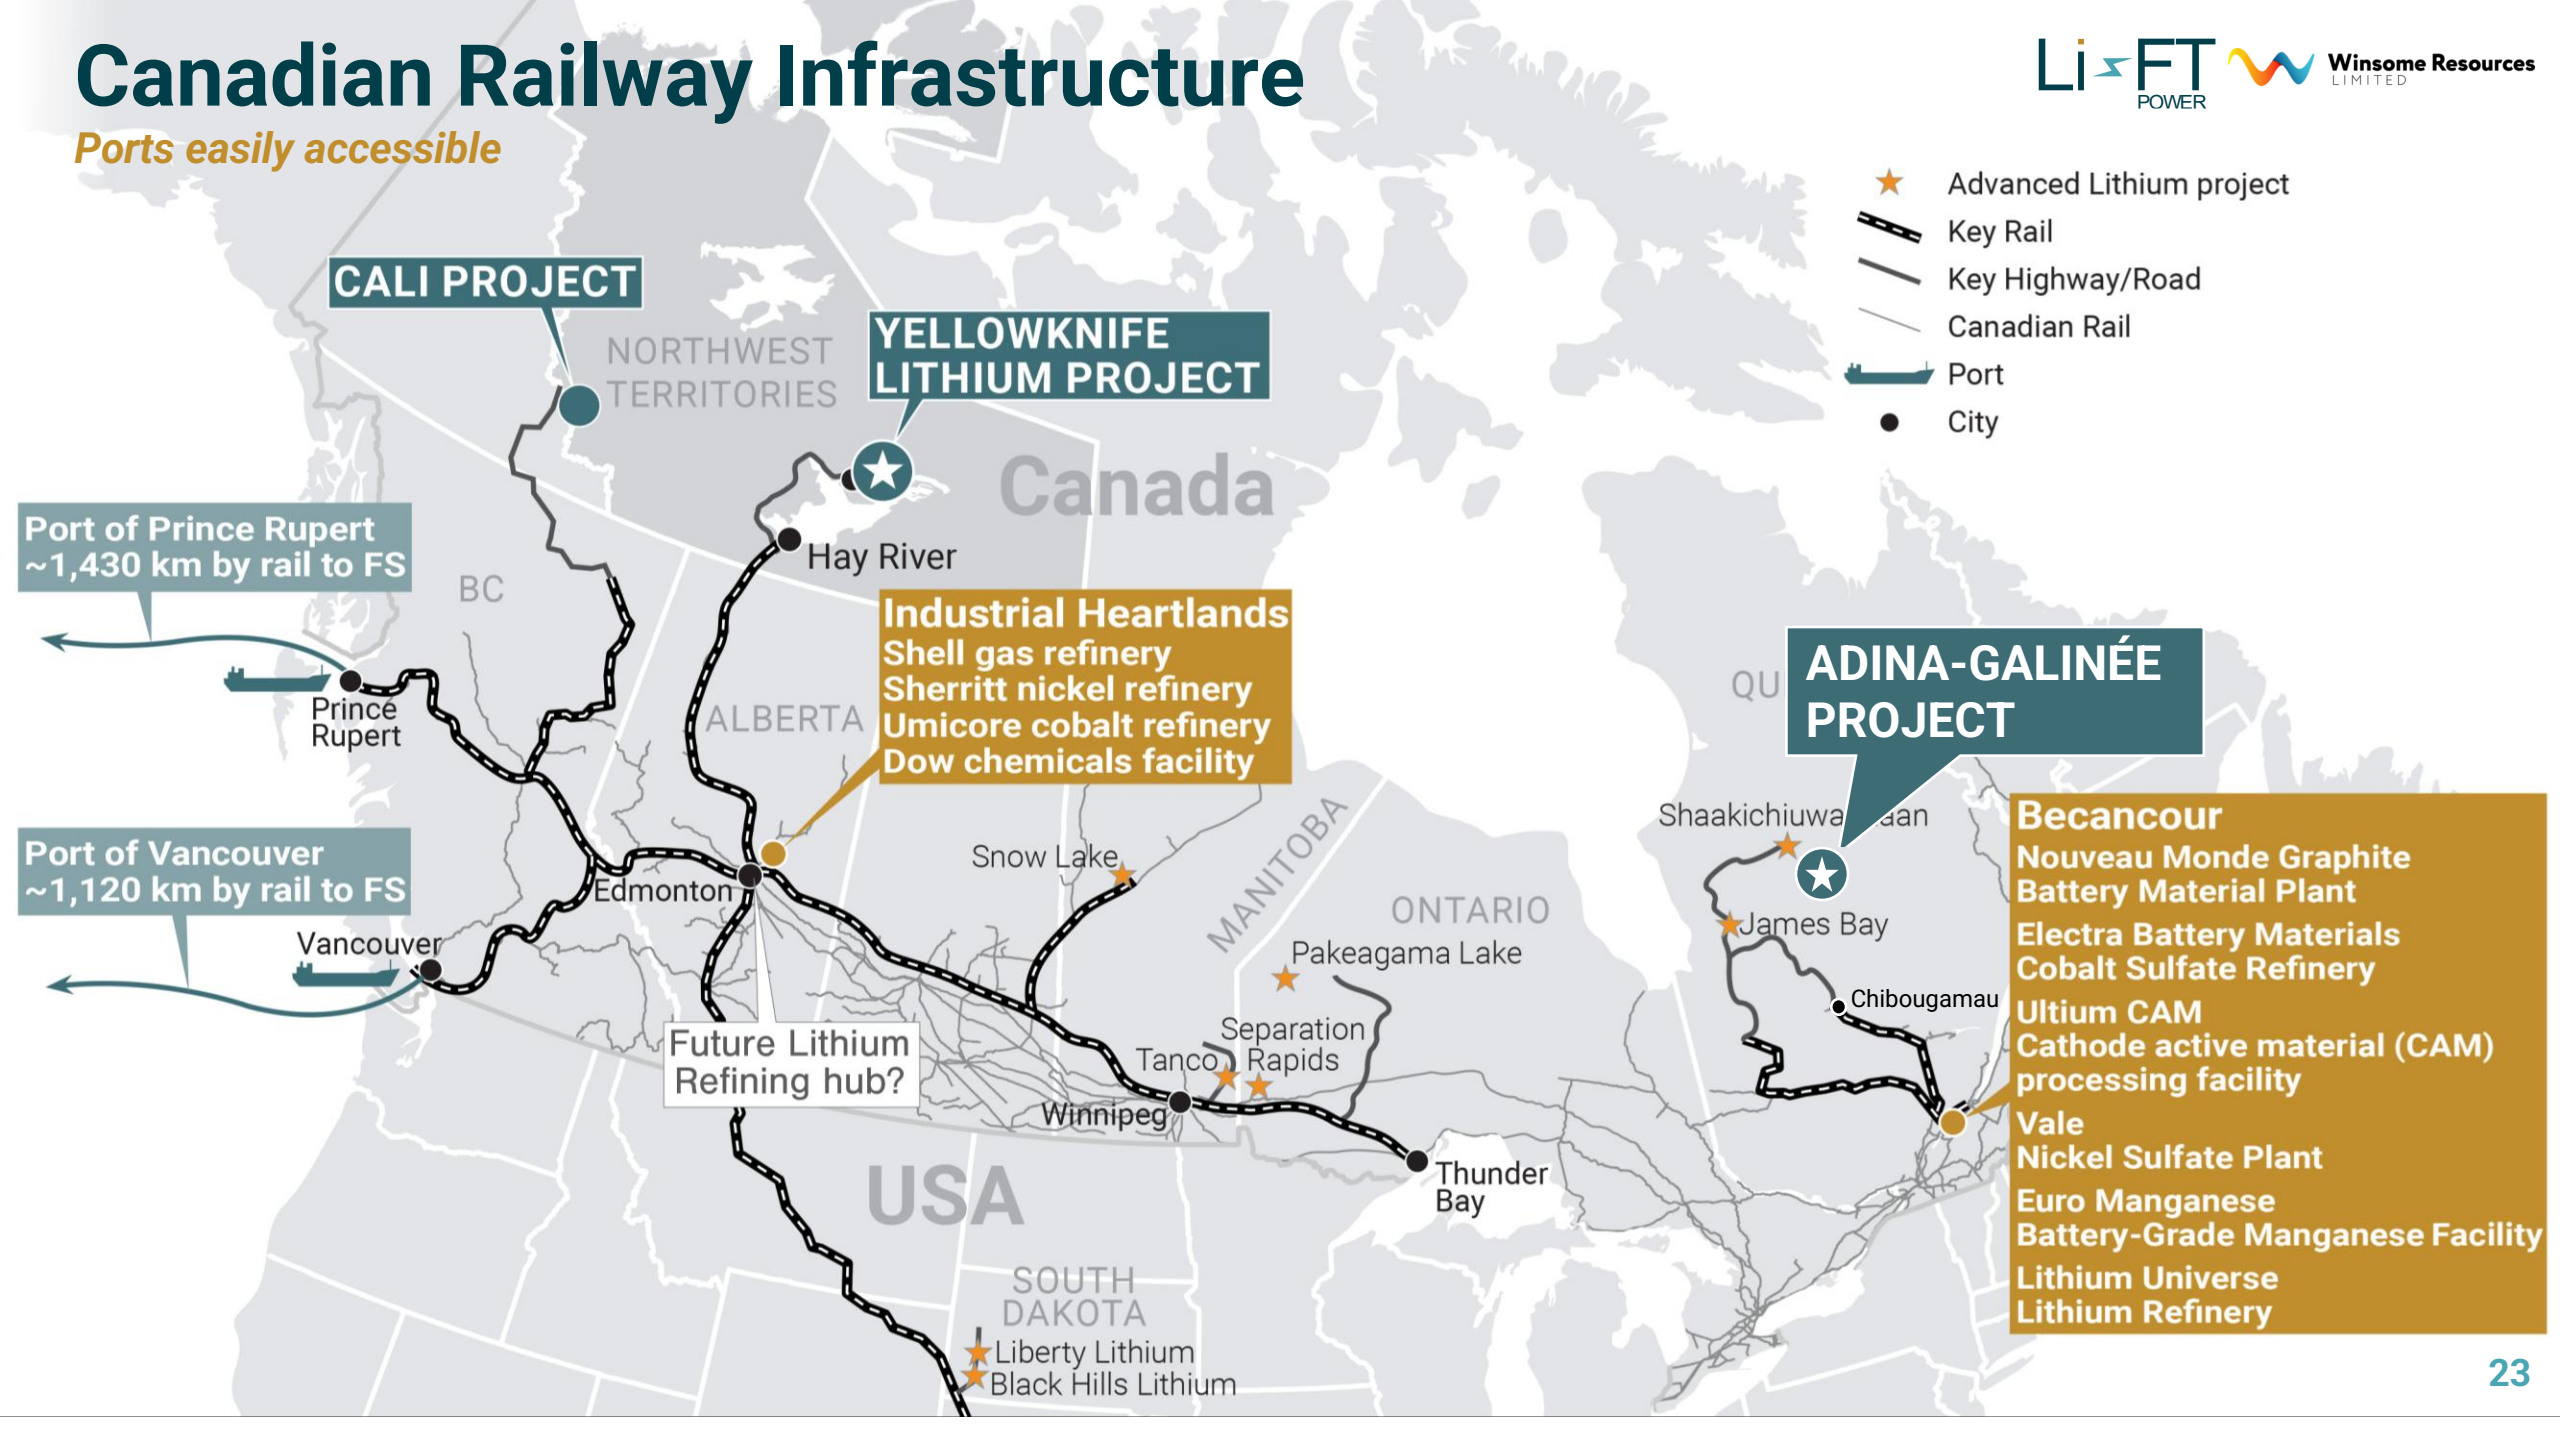 Canadian Railway Infrastructure
Ports easily accessible
Li-FT
POWER
Winsome Resources
LIMITED
Advanced Lithium project
Key Rail
Key Highway/Road
Canadian Rail
Port
City
CALI PROJECT
NORTHWEST
TERRITORIES
YELLOWKNIFE
LITHIUM PROJECT
Canada
Hay River
Port of Prince Rupert
~1,430 km by rail to FS
BC
Prince
Rupert
ALBERTA
Industrial Heartlands
Shell gas refinery
Sherritt nickel refinery
Umicore cobalt refinery
Dow chemicals facility
Port of Vancouver
~1,120 km by rail to FS
Vancouver
Edmonton
Future Lithium
Refining hub?
Snow Lake
MANITOBA
ONTARIO
Pakeagama Lake
Separation
Rapids
Tanco
Winnipeg
Thunder
Bay
USA
SOUTH
DAKOTA
Liberty Lithium
Black Hills Lithium
QU
ADINA-GALINÉE
PROJECT
James Bay
Chibougamau
Becancour
Nouveau Monde Graphite
Battery Material Plant
Electra Battery Materials
Cobalt Sulfate Refinery
Ultium CAM
Cathode active material (CAM)
processing facility
Vale
Nickel Sulfate Plant
Euro Manganese
Battery-Grade Manganese Facility
Lithium Universe
Lithium Refinery
23